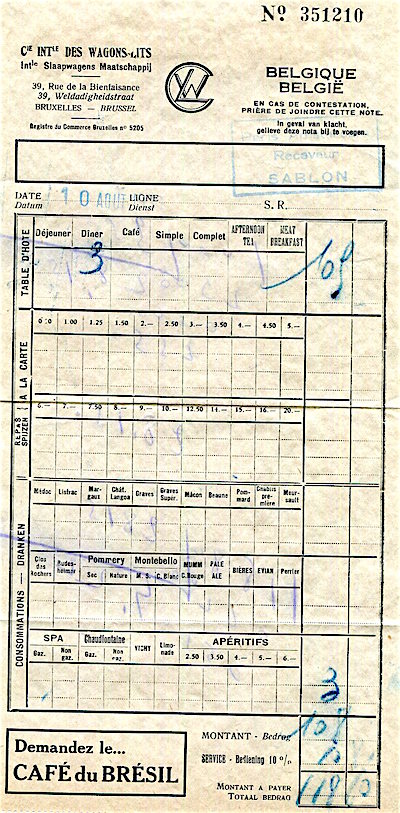 Nº 351210
Cie INTle DES WAGONS-LITS
Intle Slaapwagens Maatschappij
39, Rue de la Bienfaisance
39, Weldadigheidstraat
BRUXELLES — BRUSSEL
Registre du Commerce Bruxelles nº 5205
WL
BELGIQUE
BELGIË
EN CAS DE CONTESTATION,
PRIÈRE DE JOINDRE CETTE NOTE.
In geval van klacht,
gelieve deze nota bij te voegen.
Receveur
SABLON
DATE 10 AOUT LIGNE
Datum Dienst S. R.
TABLE D'HOTE
Déjeuner Diner Café Simple Complet AFTERNOON TEA MEAT BREAKFAST
3 105
A LA CARTE
0.50 1.00 1.25 1.50 2.— 2.50 3.— 3.50 4.— 4.50 5.—
REPAS SPIJZEN
6.— 7.— 7.50 8.— 9.— 10.— 12.50 14.— 15.— 16.— 20.—
CONSOMMATIONS — DRANKEN
Médoc Listrac Margaux Chât. Langoa Graves Graves Super. Mâcon Beaune Pommard Chablis première Meursault
Clos des Rochers Rudesheimer Pommery Sec Nature Montebello M. S. C. Blanc MUMM C. Rouge PALE ALE BIÈRES EVIAN Perrier
SPA Gaz. Non gaz. Chaudfontaine Gaz. Non gaz. VICHY Limonade APÉRITIFS 2.50 3.50 4.— 5.— 6.—
3
MONTANT - Bedrag 108
SERVICE - Bediening 10 %
MONTANT A PAYER
TOTAAL BEDRAG 118
Demandez le...
CAFÉ du BRÉSIL